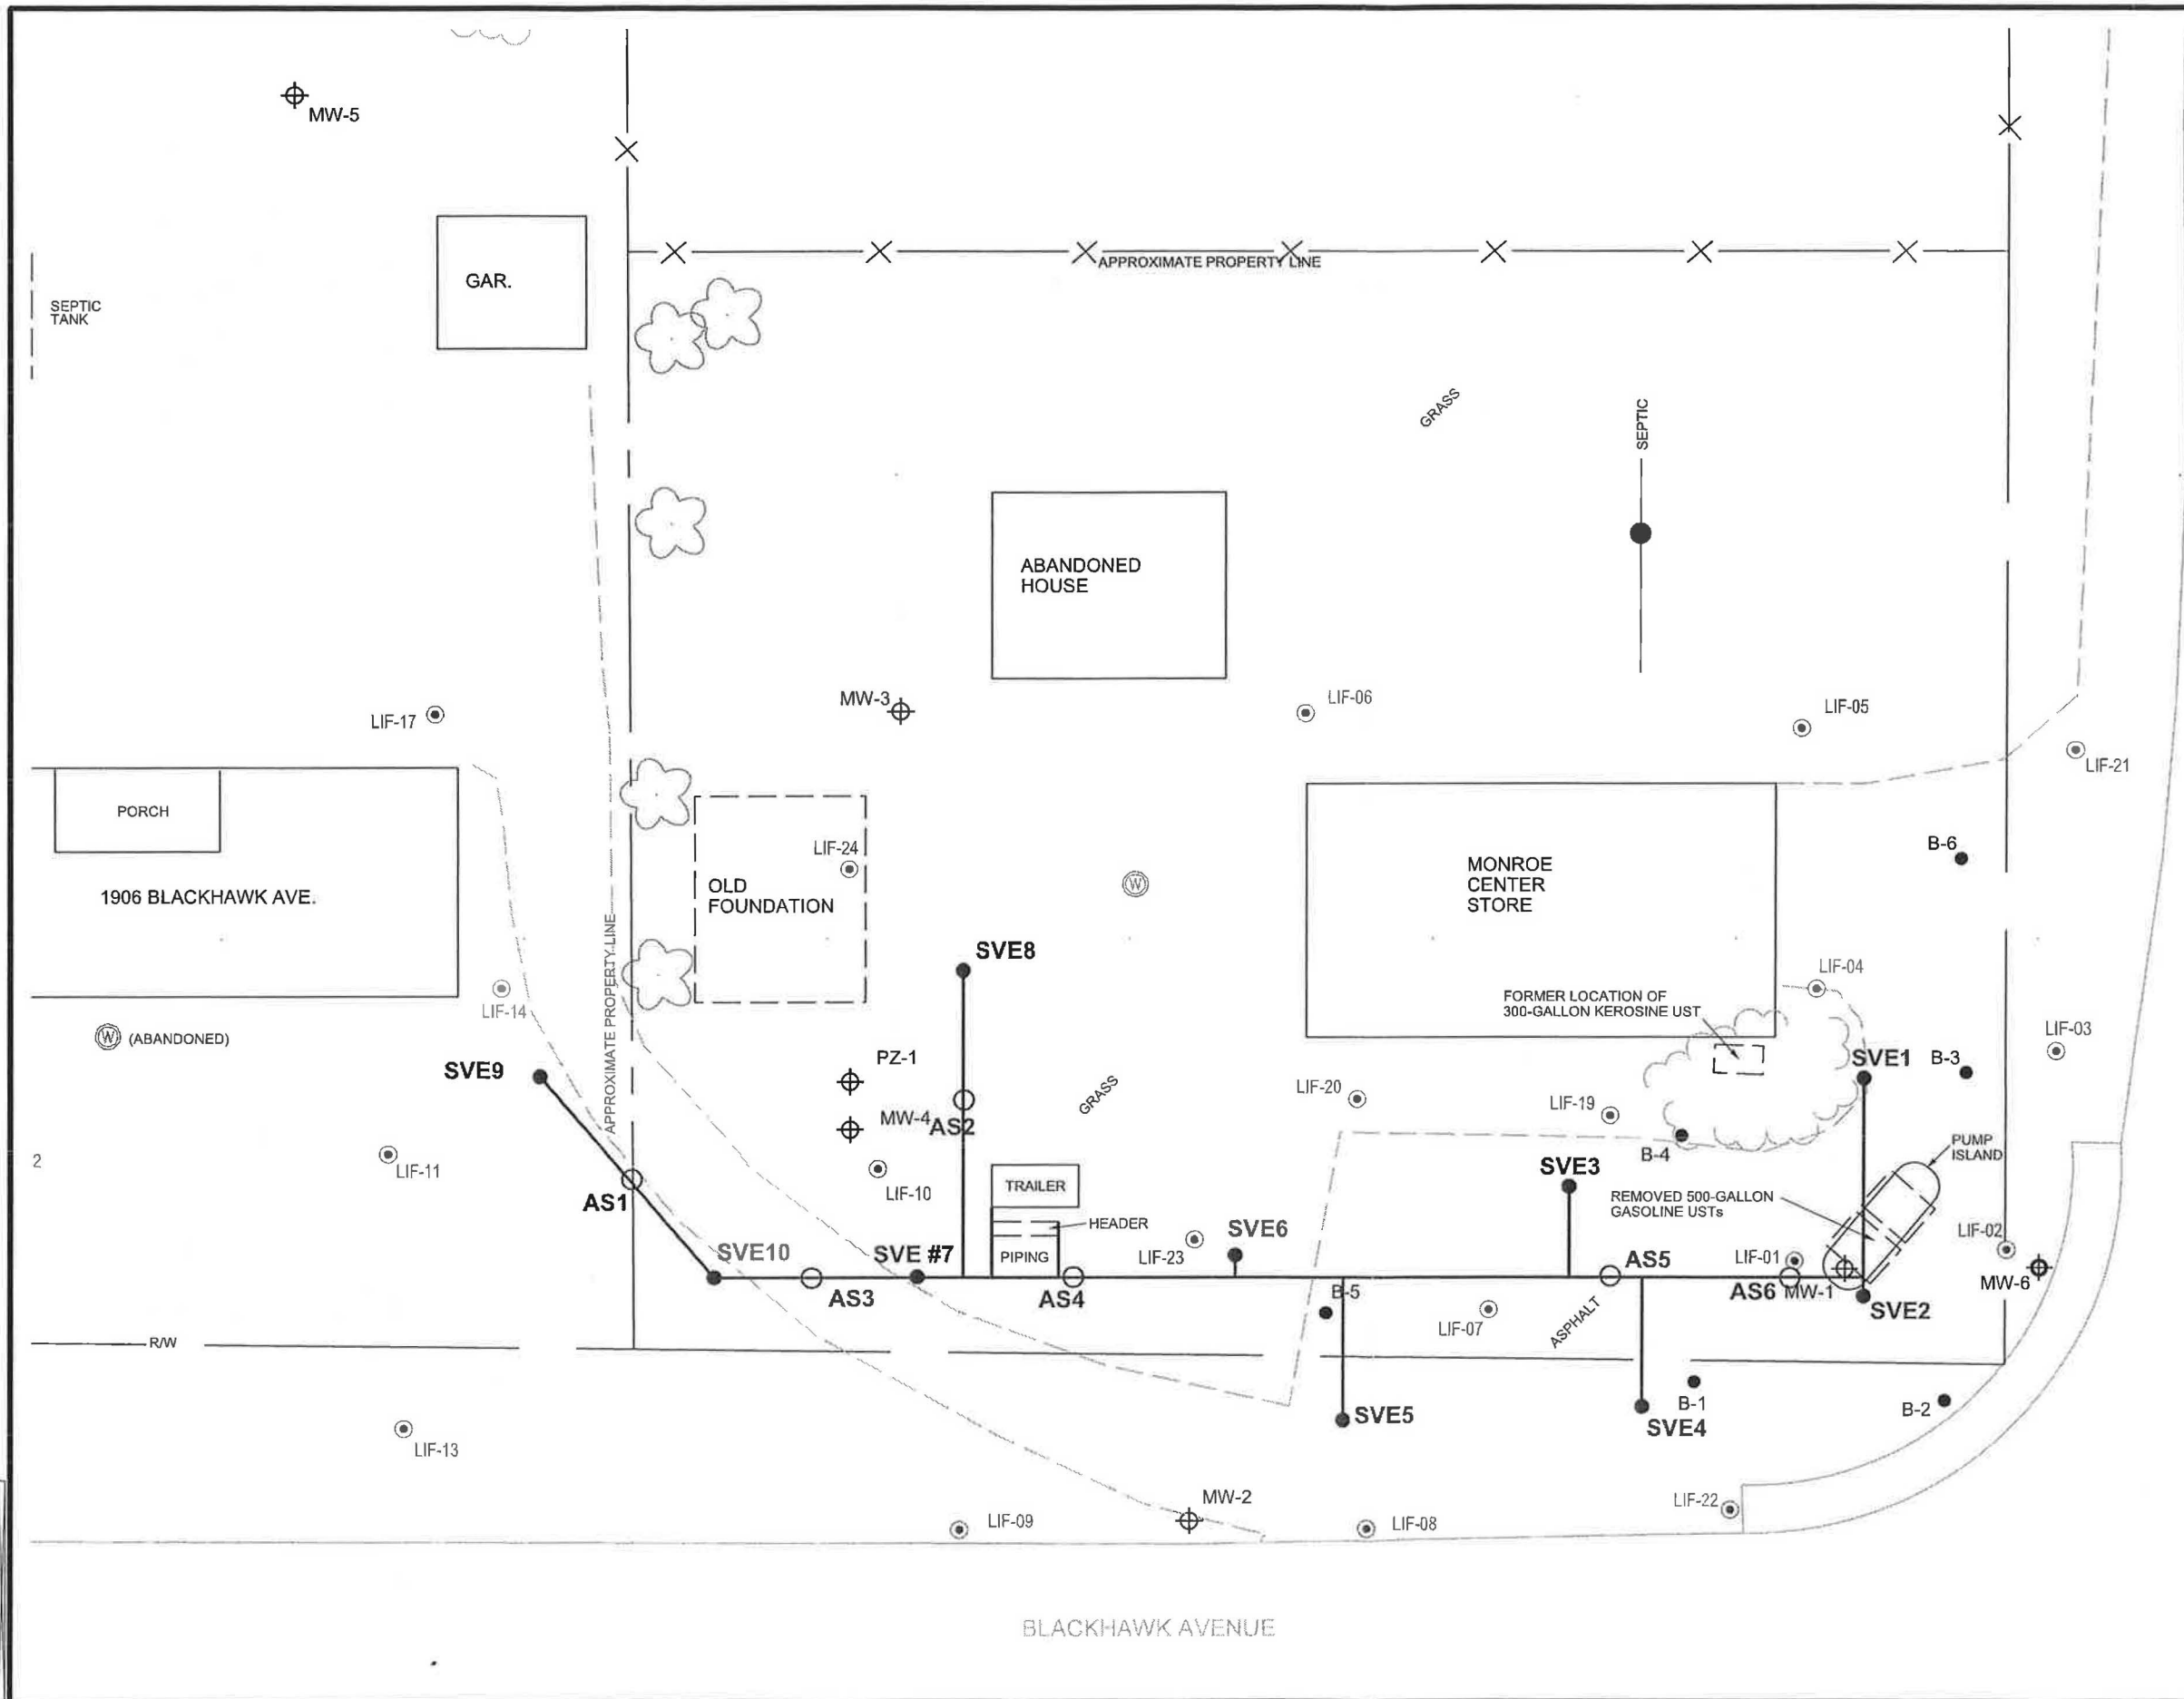 MW-5
GAR.
APPROXIMATE PROPERTY LINE
SEPTIC
TANK
GRASS
SEPTIC
ABANDONED
HOUSE
MW-3
LIF-06
LIF-05
LIF-17
LIF-21
PORCH
LIF-24
B-6
MONROE
CENTER
STORE
OLD
FOUNDATION
W
1906 BLACKHAWK AVE.
APPROXIMATE PROPERTY LINE
SVE8
LIF-04
FORMER LOCATION OF
300-GALLON KEROSINE UST
LIF-14
W (ABANDONED)
LIF-03
SVE9
PZ-1
SVE1
B-3
GRASS
LIF-20
LIF-19
MW-4
AS2
2
LIF-11
B-4
PUMP
ISLAND
SVE3
LIF-10
TRAILER
AS1
REMOVED 500-GALLON
GASOLINE USTs
HEADER
SVE6
LIF-02
SVE10
SVE #7
PIPING
LIF-23
AS5
LIF-01
MW-6
AS3
AS4
B-5
AS6
MW-1
SVE2
LIF-07
ASPHALT
R/W
B-1
B-2
SVE5
SVE4
LIF-13
MW-2
LIF-22
LIF-09
LIF-08
BLACKHAWK AVENUE